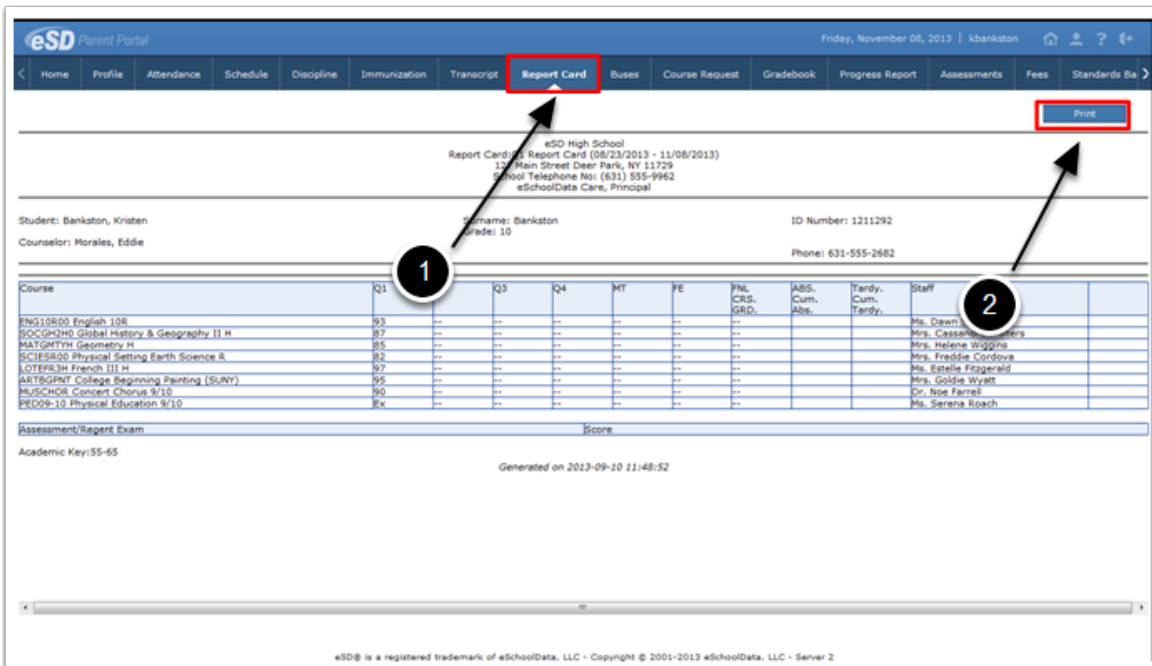 eSD Parent Portal
Friday, November 08, 2013 | kbankston ?
Home Profile Attendance Schedule Discipline Immunization Transcript Report Card Buses Course Request Gradebook Progress Report Assessments Fees Standards Ba
Print
eSD High School
Report Card: Report Card (08/23/2013 - 11/08/2013)
Main Street Deer Park, NY 11729
Telephone No: (631) 555-9962
eSchoolData Care, Principal
Student: Bankston, Kristen Surname: Bankston ID Number: 1211292
Grade: 10
Counselor: Morales, Eddie
Phone: 631-555-2682
1
2
Course Q1 Q3 Q4 MT FE FNL CRS. GRD. ABS. Cum. Abs. Tardy. Cum. Tardy. Staff
ENG10R00 English 10R 93 -- -- -- -- -- -- Ms. Dawn
SOCGH2H0 Global History & Geography II H 87 -- -- -- -- -- -- Mrs.
MATGMTYH Geometry H 85 -- -- -- -- -- -- Mrs. Helene Wiggins
SCIESR00 Physical Setting Earth Science R 82 -- -- -- -- -- -- Mrs. Freddie Cordova
LOTEFR3H French III H 97 -- -- -- -- -- -- Ms. Estelle Fitzgerald
ARTBGPNT College Beginning Painting (SUNY) 95 -- -- -- -- -- -- Mrs. Goldie Wyatt
MUSCHOR Concert Chorus 9/10 90 -- -- -- -- -- -- Dr. Noe Farrell
PED09-10 Physical Education 9/10 Ex -- -- -- -- -- -- Ms. Serena Roach
Assessment/Regent Exam Score
Academic Key:55-65
Generated on 2013-09-10 11:48:52
eSD® is a registered trademark of eSchoolData, LLC - Copyright © 2001-2013 eSchoolData, LLC - Server 2